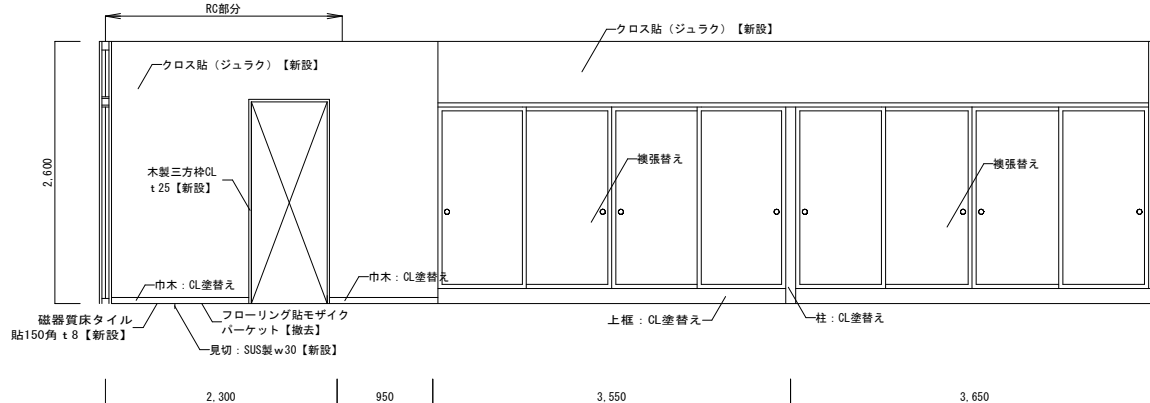 RC部分
クロス貼（ジュラク）【新設】
クロス貼（ジュラク）【新設】
2,600
木製三方枠CL
ｔ25【新設】
襖張替え
襖張替え
巾木：CL塗替え
巾木：CL塗替え
磁器質床タイル
貼150角ｔ8【新設】
フローリング貼モザイク
パーケット【撤去】
見切：SUS製ｗ30【新設】
上框：CL塗替え
柱：CL塗替え
2,300
950
3,550
3,650